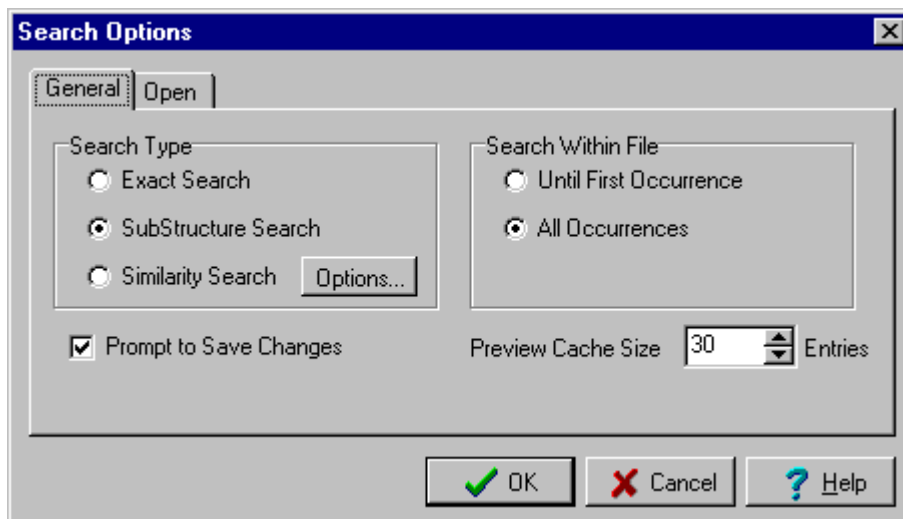 Search Options
General Open
Search Type
Exact Search
SubStructure Search
Similarity Search Options...
Search Within File
Until First Occurrence
All Occurrences
Prompt to Save Changes
Preview Cache Size 30 Entries
OK Cancel Help